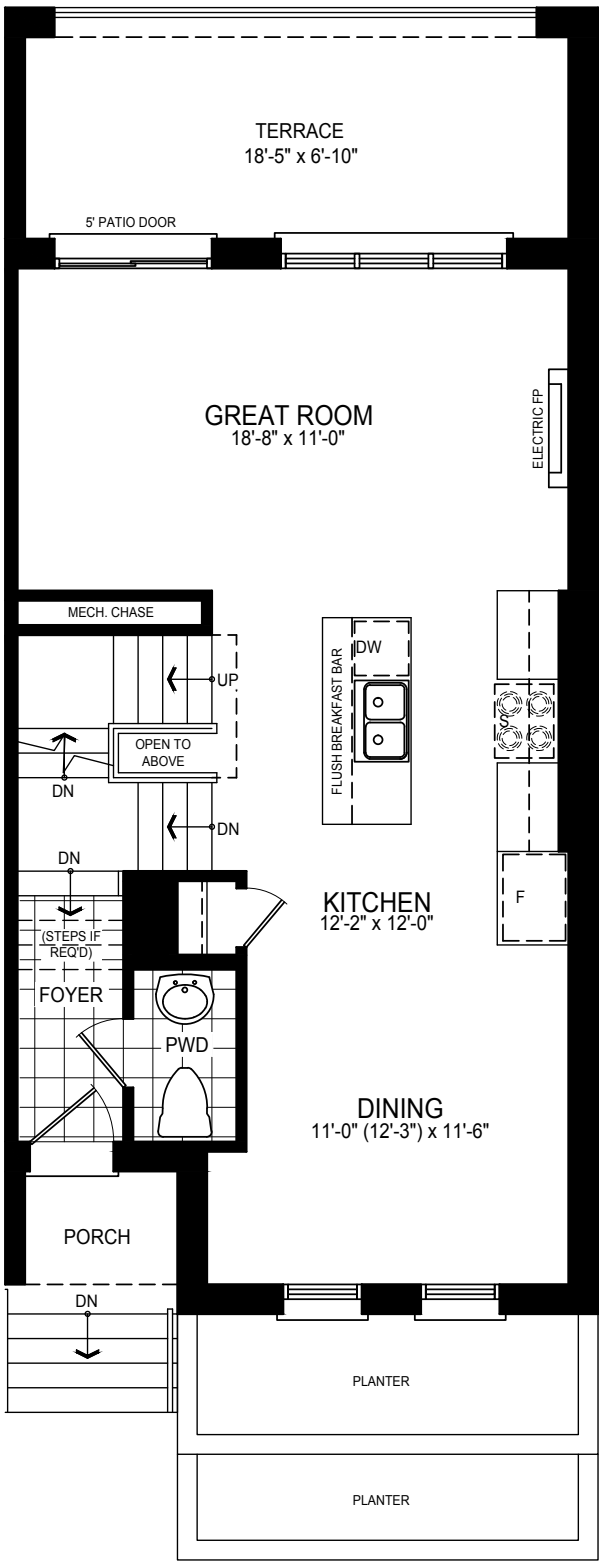 TERRACE
18'-5" x 6'-10"
5' PATIO DOOR
GREAT ROOM
18'-8" x 11'-0"
ELECTRIC FP
MECH. CHASE
UP
OPEN TO
ABOVE
DN
DN
FLUSH BREAKFAST BAR
DW
S
DN
(STEPS IF
REQ'D)
FOYER
KITCHEN
12'-2" x 12'-0"
F
PWD
DINING
11'-0" (12'-3") x 11'-6"
PORCH
DN
PLANTER
PLANTER